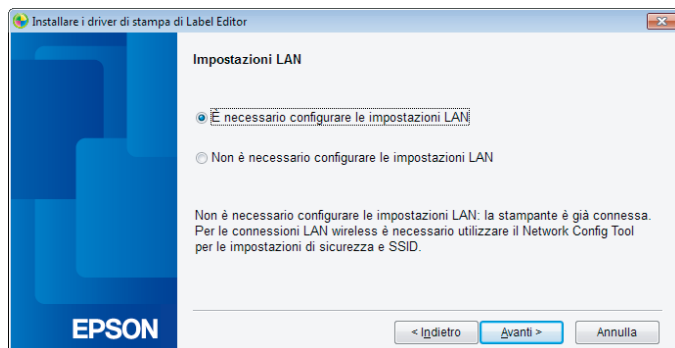 Installare i driver di stampa di Label Editor
Impostazioni LAN
È necessario configurare le impostazioni LAN
Non è necessario configurare le impostazioni LAN
Non è necessario configurare le impostazioni LAN: la stampante è già connessa.
Per le connessioni LAN wireless è necessario utilizzare il Network Config Tool
per le impostazioni di sicurezza e SSID.
EPSON
< Indietro
Avanti >
Annulla